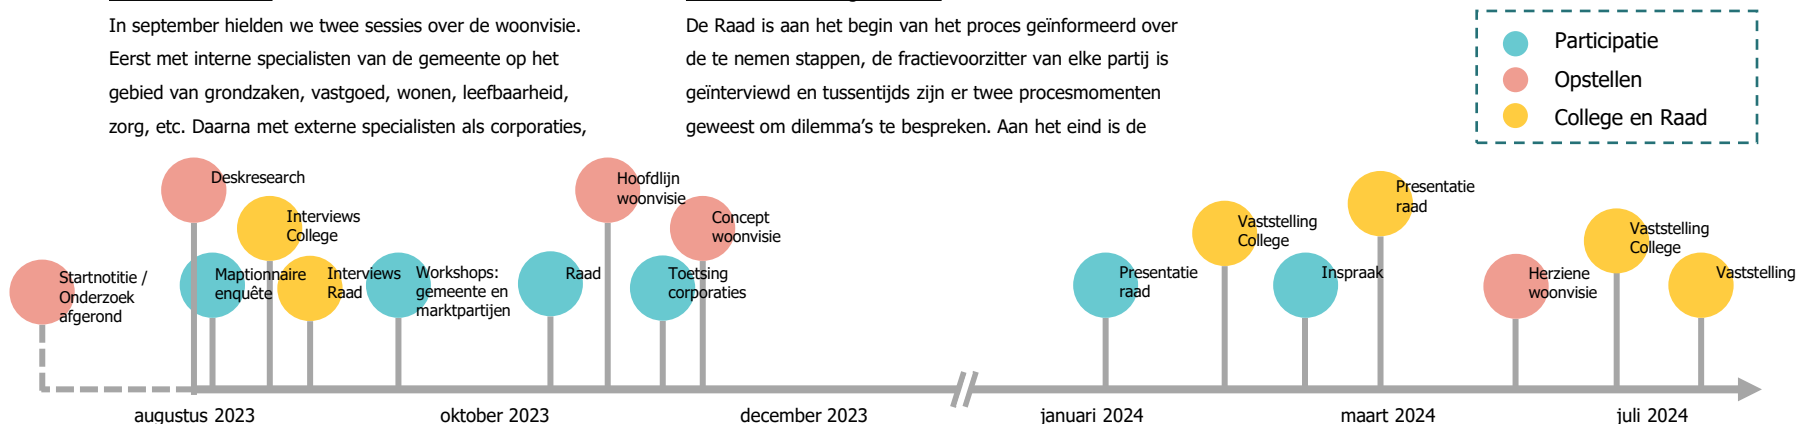 In september hielden we twee sessies over de woonvisie.
Eerst met interne specialisten van de gemeente op het
gebied van grondzaken, vastgoed, wonen, leefbaarheid,
zorg, etc. Daarna met externe specialisten als corporaties,
De Raad is aan het begin van het proces geïnformeerd over
de te nemen stappen, de fractievoorzitter van elke partij is
geïnterviewd en tussentijds zijn er twee procesmomenten
geweest om dilemma's te bespreken. Aan het eind is de
Participatie
Opstellen
College en Raad
Startnotitie /
Onderzoek
afgerond
Deskresearch
Maptionnaire
enquête
Interviews
College
Interviews
Raad
Workshops:
gemeente en
marktpartijen
Raad
Hoofdlijn
woonvisie
Toetsing
corporaties
Concept
woonvisie
Presentatie
raad
Vaststelling
College
Inspraak
Presentatie
raad
Herziene
woonvisie
Vaststelling
College
Vaststelling
augustus 2023
oktober 2023
december 2023
januari 2024
maart 2024
juli 2024